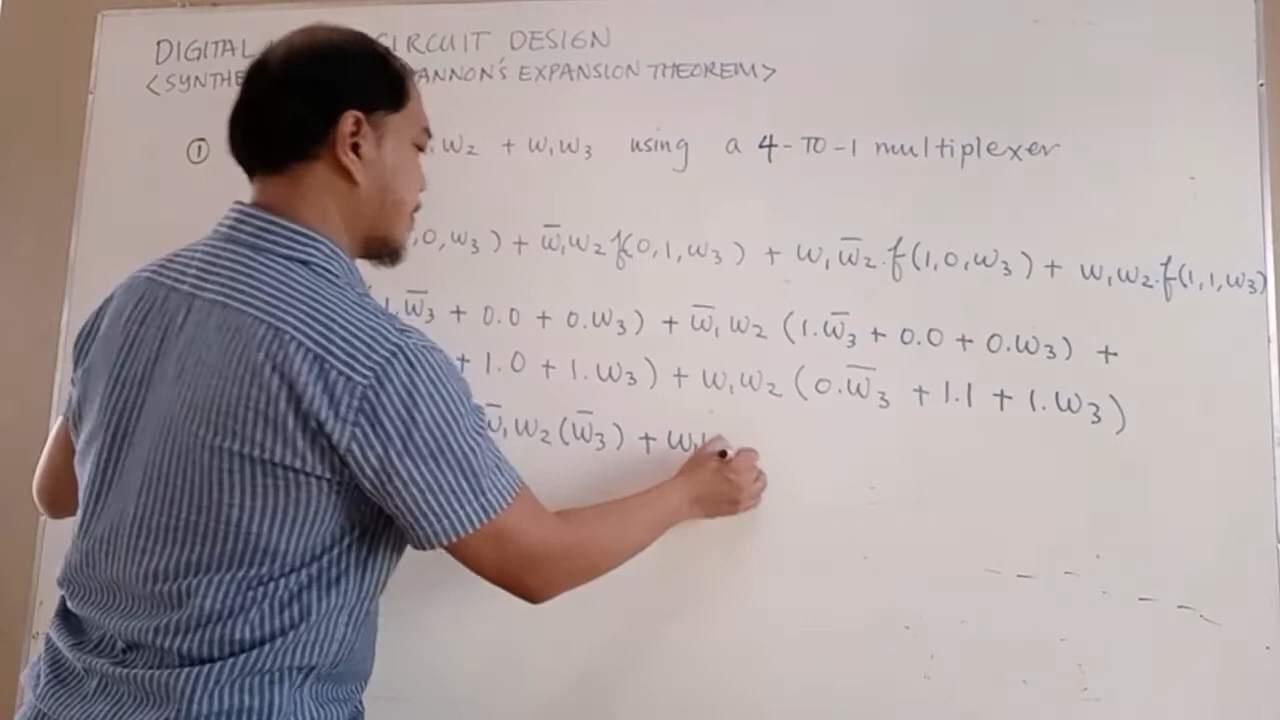 DIGITAL CIRCUIT DESIGN
<SYNTHE ANNON'S EXPANSION THEOREM>
① w₂ + w₁w₃ using a 4-TO-1 multiplexer
,0,w₃) + w̄₁w₂ f(0,1,w₃) + w₁w̄₂.f(1,0,w₃) + w₁w₂.f(1,1,w₃)
1.w̄₃ + 0.0 + 0.w₃) + w̄₁w₂ (1.w̄₃ + 0.0 + 0.w₃) +
+ 1.0 + 1.w₃) + w₁w₂ (0.w̄₃ + 1.1 + 1.w₃)
w̄₁w₂(w̄₃) + w₁